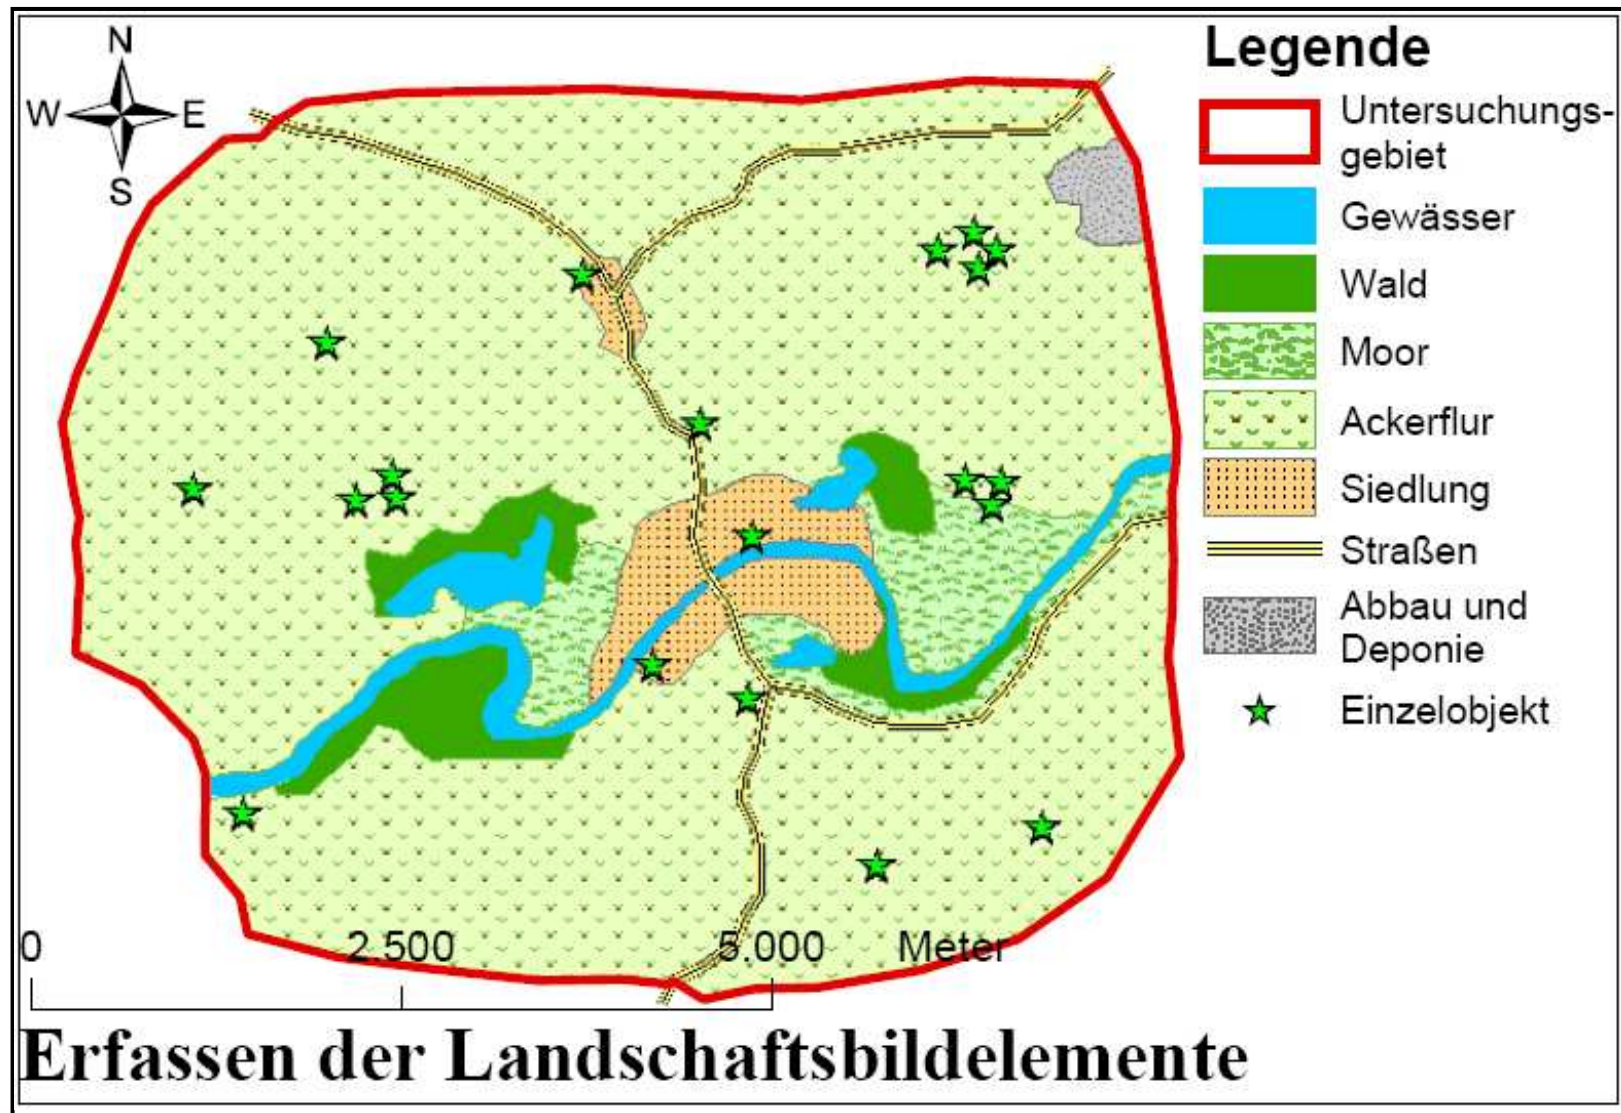 N
W E
S
Legende
Untersuchungs-
gebiet
Gewässer
Wald
Moor
Ackerflur
Siedlung
Straßen
Abbau und
Deponie
Einzelobjekt
0 2.500 5.000 Meter
Erfassen der Landschaftsbildelemente